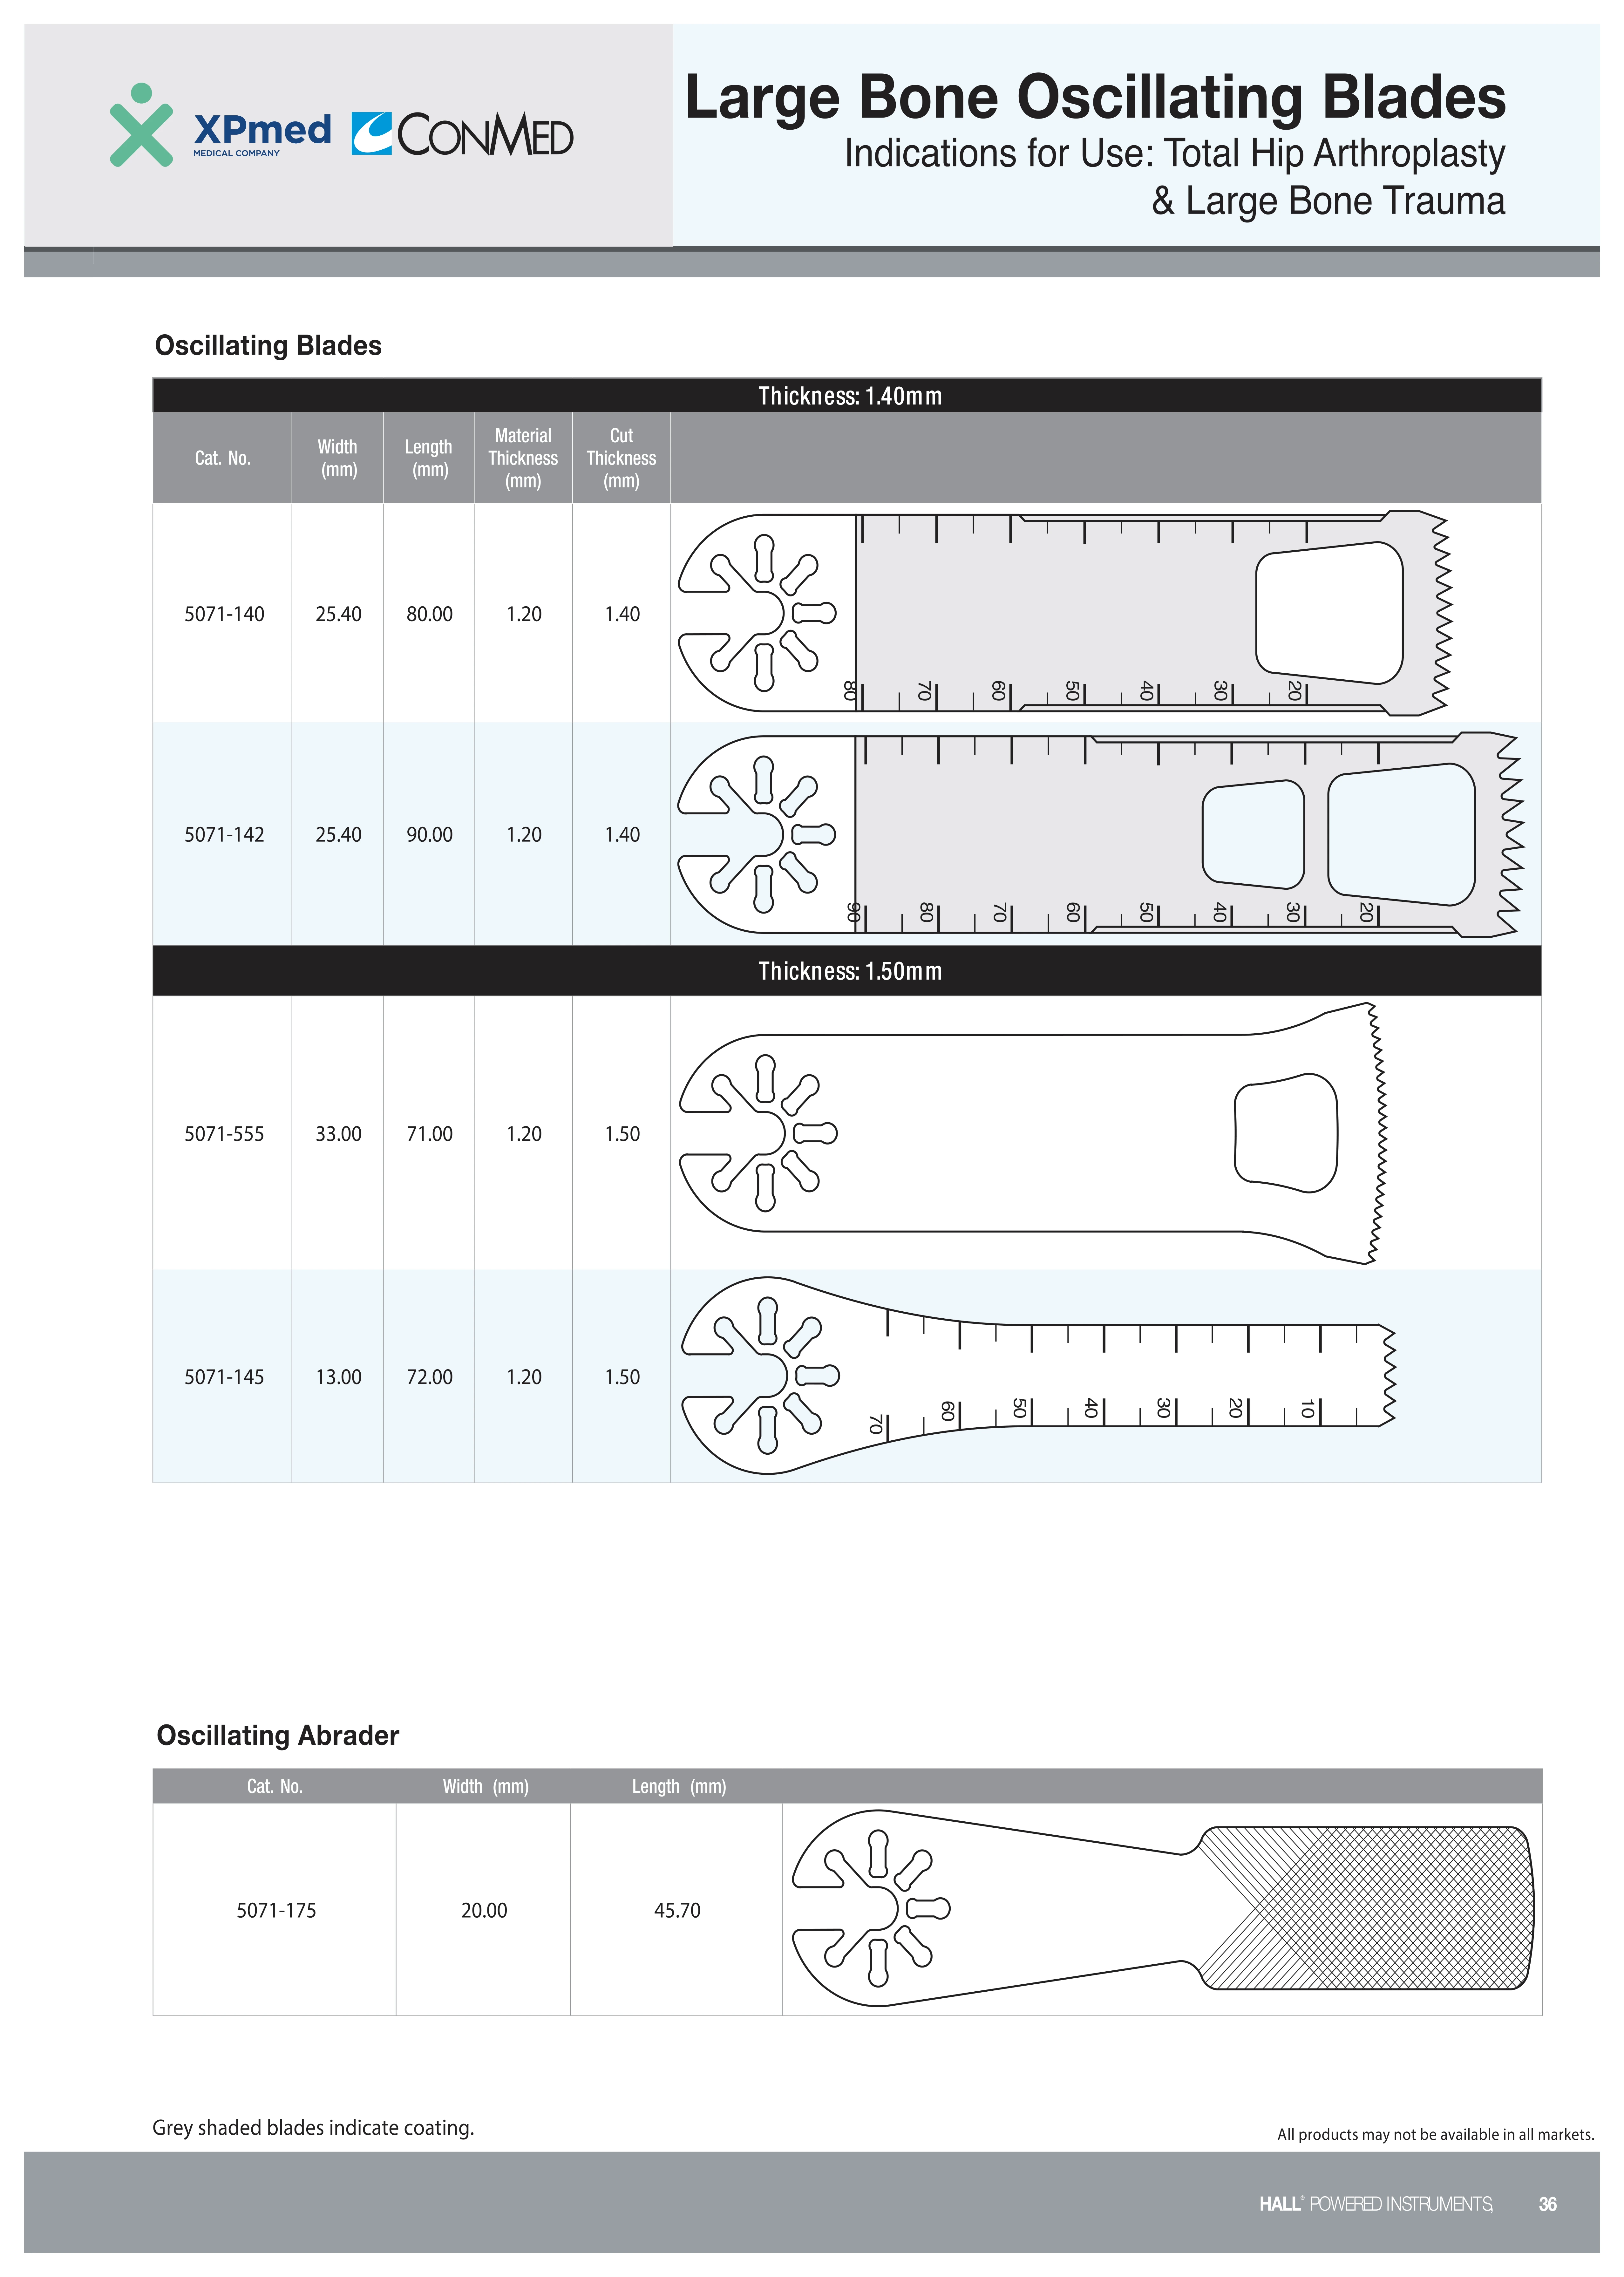 XPmed
MEDICAL COMPANY
CONMED
Large Bone Oscillating Blades
Indications for Use: Total Hip Arthroplasty
& Large Bone Trauma
Oscillating Blades
Thickness: 1.40mm
Cat. No. Width (mm) Length (mm) Material Thickness (mm) Cut Thickness (mm)
5071-140 25.40 80.00 1.20 1.40
80 70 60 50 40 30 20
5071-142 25.40 90.00 1.20 1.40
90 80 70 60 50 40 30 20
Thickness: 1.50mm
5071-555 33.00 71.00 1.20 1.50
5071-145 13.00 72.00 1.20 1.50
70 60 50 40 30 20 10
Oscillating Abrader
Cat. No. Width (mm) Length (mm)
5071-175 20.00 45.70
Grey shaded blades indicate coating.
All products may not be available in all markets.
HALL® POWERED INSTRUMENTS, 36